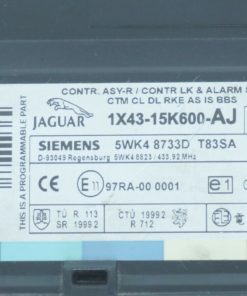 CONTR. ASY-R / CONTR LK & ALARM S
CTM CL DL RKE AS IS BBS
JAGUAR
1X43-15K600-AJ
SIEMENS 5WK4 8733D T83SA
D-93049 Regensburg 5WK4 8823 / 433.92 MHz
E11 97RA-00 0001 e1
TÜ R 113 CTÜ 1999 2
SR 1999 2 R 712
THIS IS A PROGRAMMABLE PART